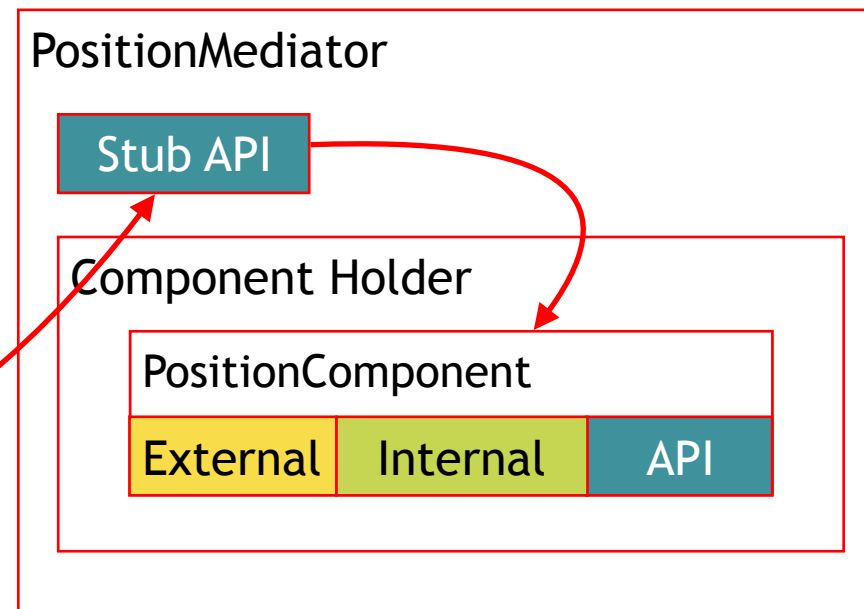 PositionMediator
Stub API
Component Holder
PositionComponent
External
Internal
API